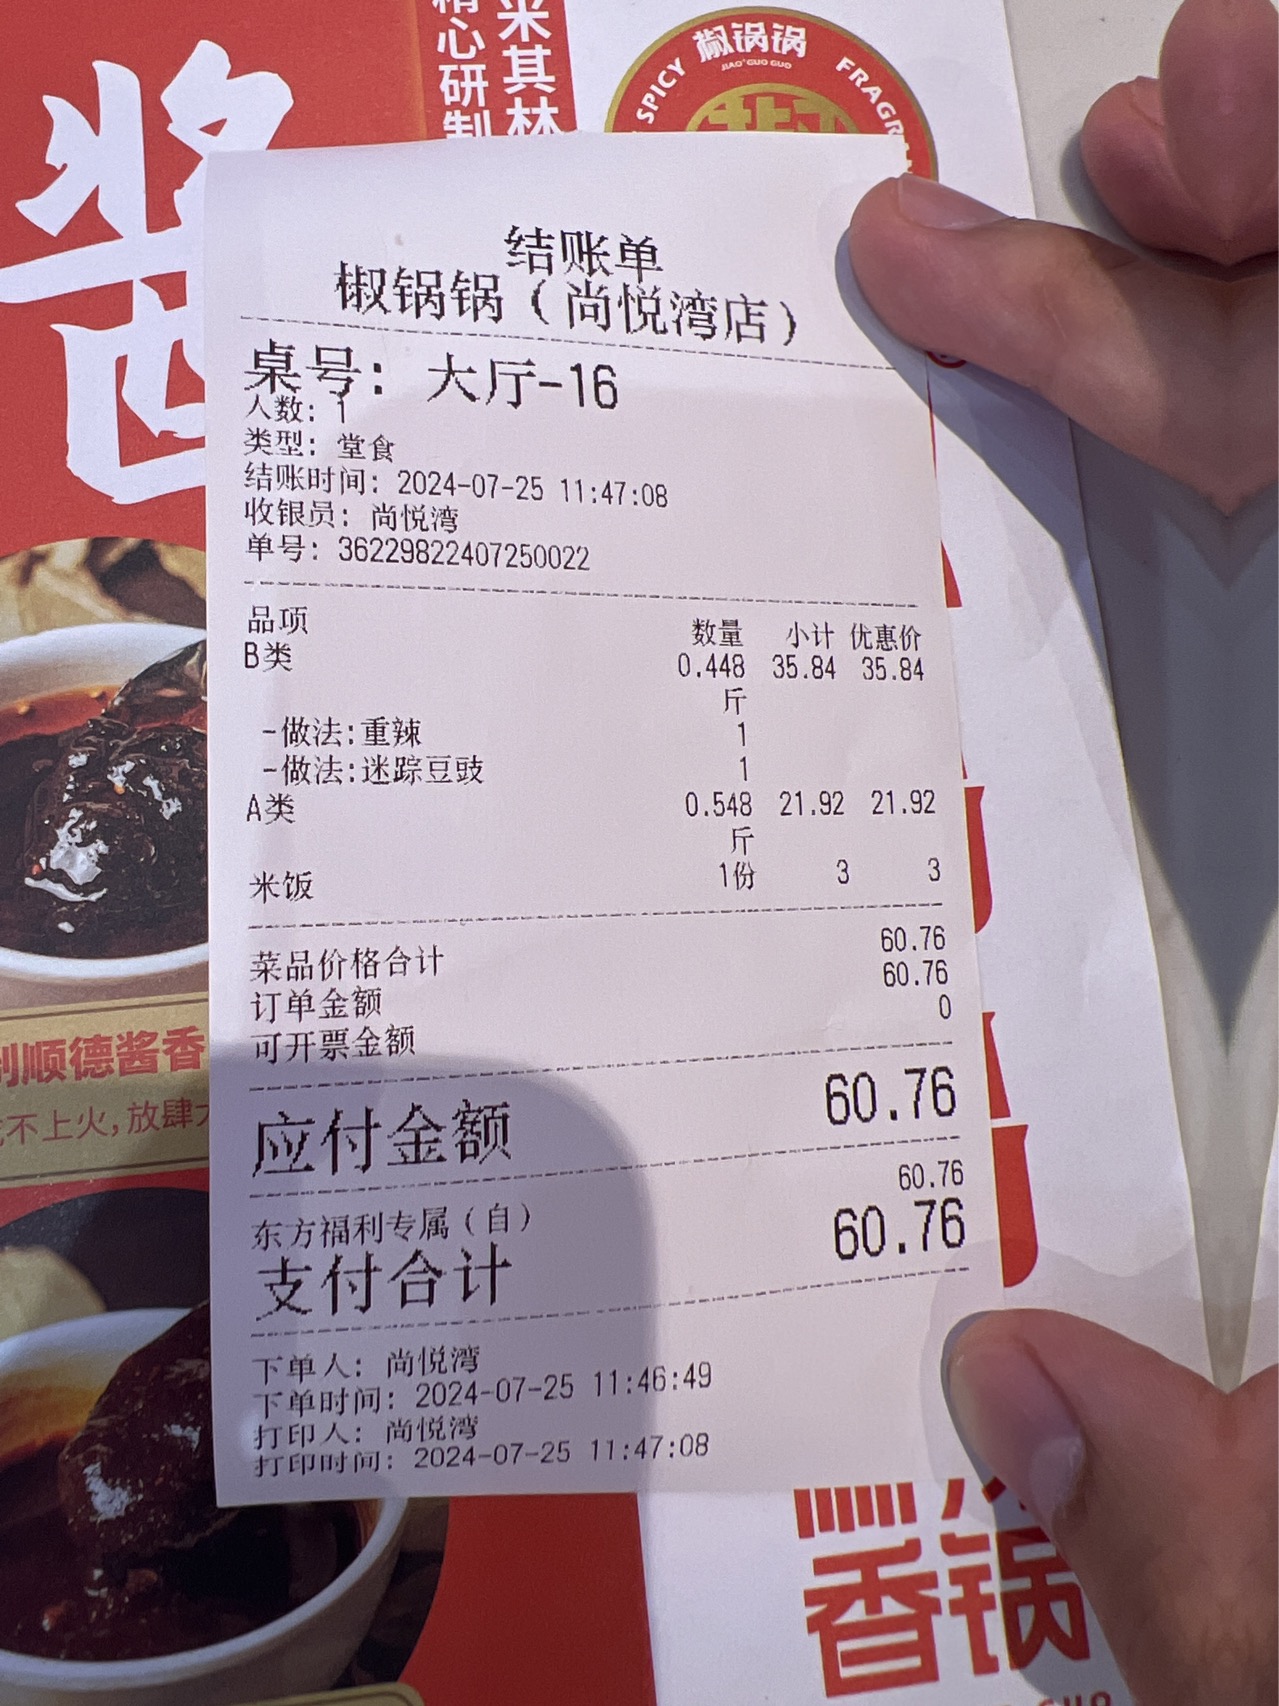 酱
精心研制
米其林
椒锅锅
JIAO GUO GUO
SPICY
结账单
椒锅锅（尚悦湾店）
桌号：大厅-16
人数：1
类型：堂食
结账时间：2024-07-25 11:47:08
收银员：尚悦湾
单号：36229822407250022
品项 数量 小计 优惠价
B类 0.448 35.84 35.84
斤
-做法:重辣 1
-做法:迷踪豆豉 1
A类 0.548 21.92 21.92
斤
米饭 1份 3 3
菜品价格合计 60.76
订单金额 60.76
可开票金额 0
应付金额 60.76
东方福利专属（自） 60.76
支付合计 60.76
下单人：尚悦湾
下单时间：2024-07-25 11:46:49
打印人：尚悦湾
打印时间：2024-07-25 11:47:08
制顺德酱香
不上火，放肆
香锅